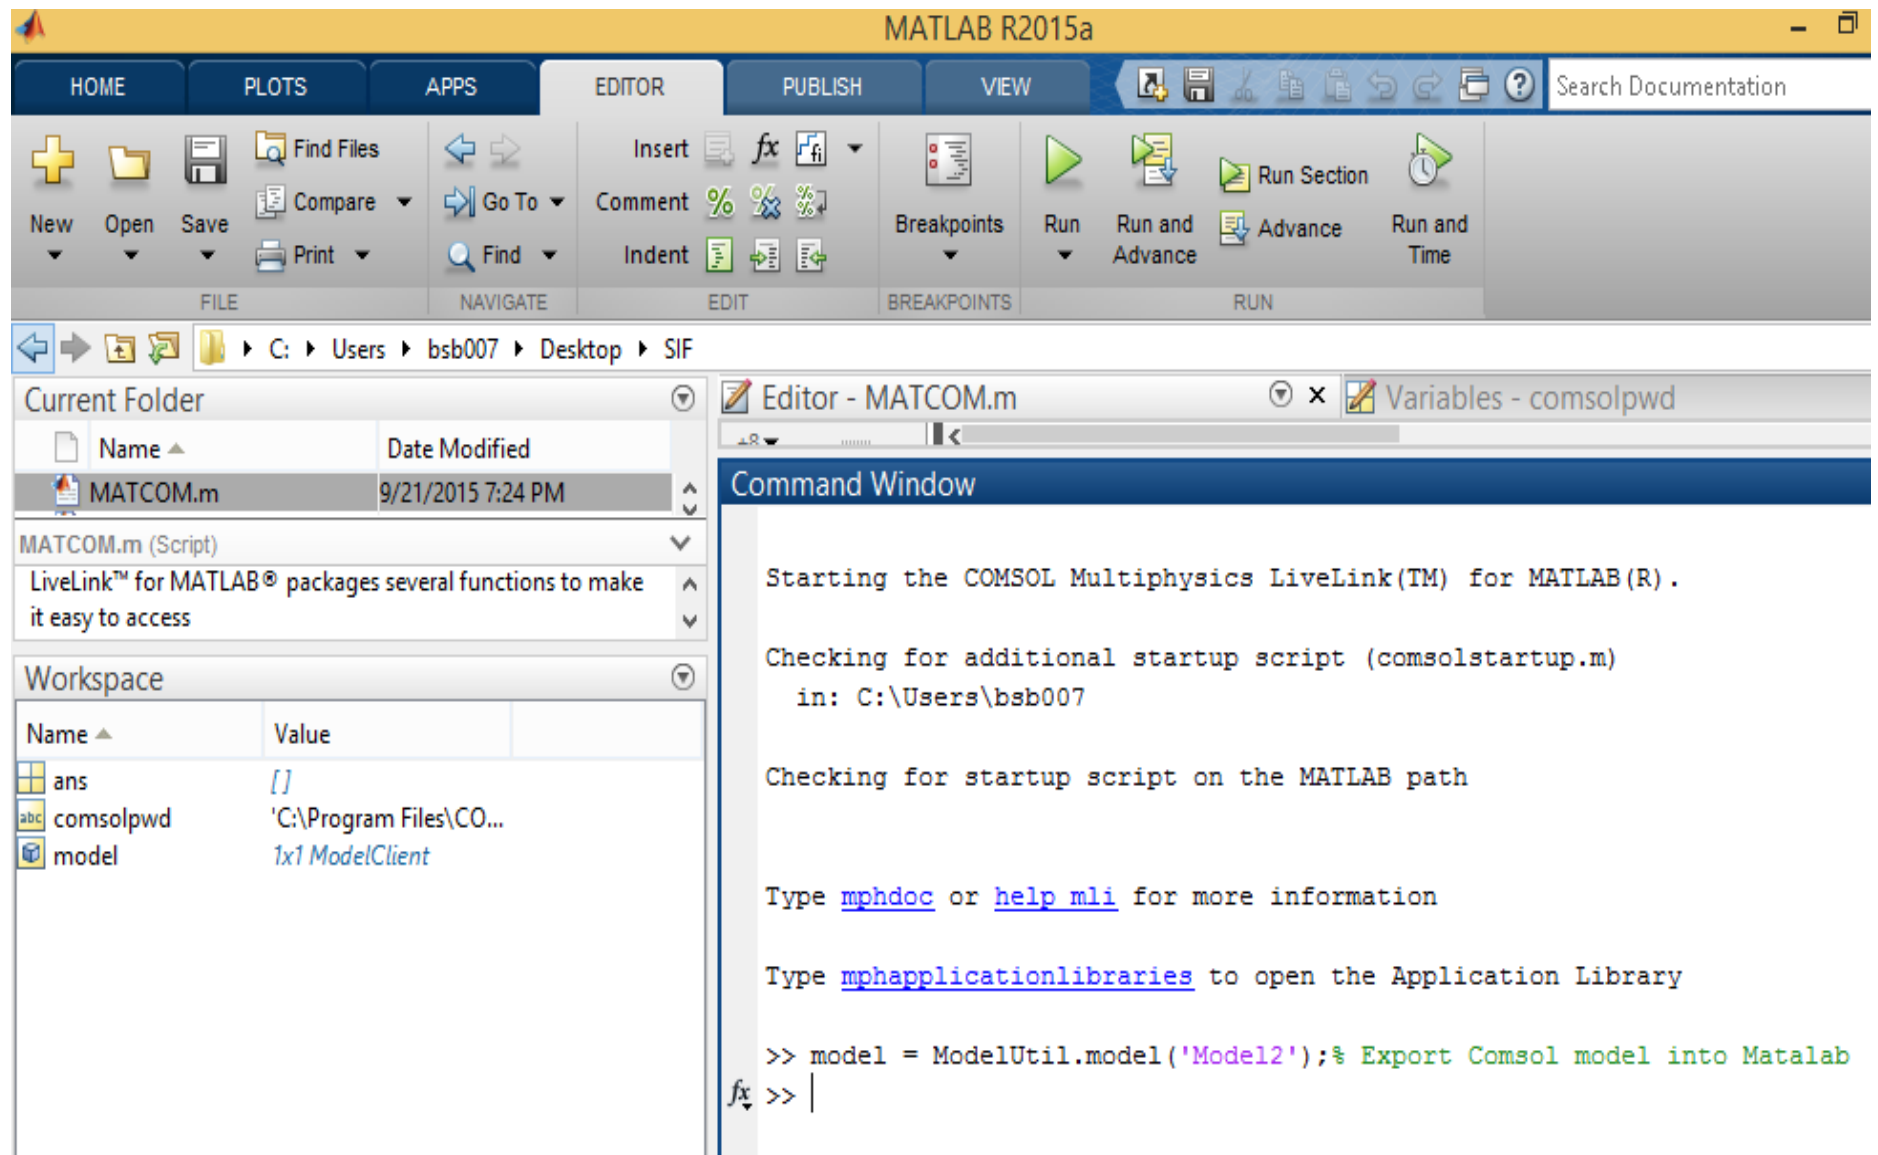 MATLAB R2015a
HOME PLOTS APPS EDITOR PUBLISH VIEW Search Documentation
Find Files Insert fx fi
Compare Go To Comment % % %
New Open Save Breakpoints Run Run and Advance Run Section Advance Run and Time
Print Find Indent
FILE NAVIGATE EDIT BREAKPOINTS RUN
C: Users bsb007 Desktop SIF
Current Folder
Name Date Modified
MATCOM.m 9/21/2015 7:24 PM
MATCOM.m (Script)
LiveLink™ for MATLAB® packages several functions to make
it easy to access
Workspace
Name Value
ans []
abc comsolpwd 'C:\Program Files\CO...
model 1x1 ModelClient
Editor - MATCOM.m Variables - comsolpwd
Command Window
Starting the COMSOL Multiphysics LiveLink(TM) for MATLAB(R).
Checking for additional startup script (comsolstartup.m)
in: C:\Users\bsb007
Checking for startup script on the MATLAB path
Type mphdoc or help mli for more information
Type mphapplicationlibraries to open the Application Library
>> model = ModelUtil.model('Model2');% Export Comsol model into Matalab
fx >>